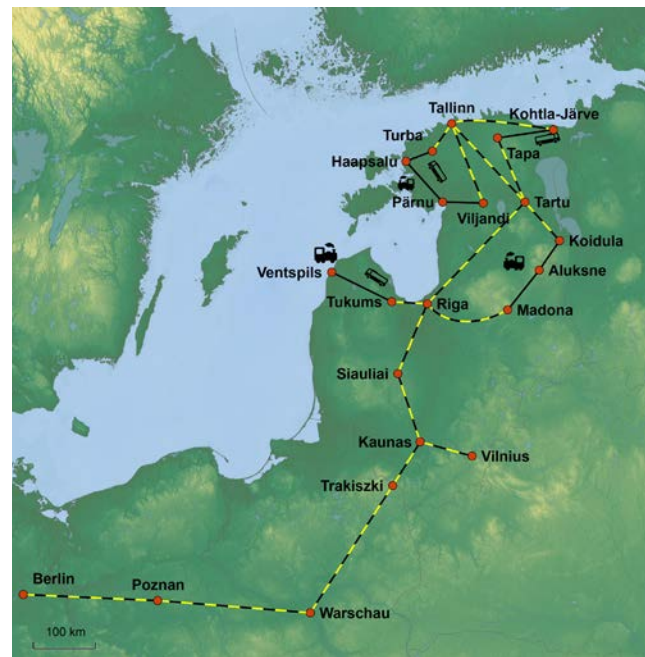 Tallinn
Kohtla-Järve
Turba
Tapa
Haapsalu
Pärnu
Viljandi
Tartu
Koidula
Ventspils
Aluksne
Tukums
Riga
Madona
Siauliai
Kaunas
Vilnius
Trakiszki
Berlin
Poznan
Warschau
100 km